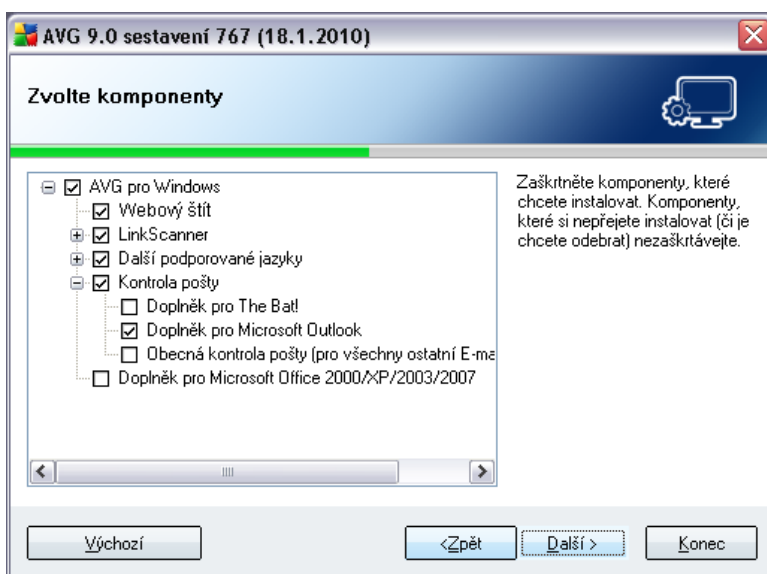 AVG 9.0 sestavení 767 (18.1.2010)
Zvolte komponenty
AVG pro Windows
Webový štít
LinkScanner
Další podporované jazyky
Kontrola pošty
Doplněk pro The Bat!
Doplněk pro Microsoft Outlook
Obecná kontrola pošty (pro všechny ostatní E-ma
Doplněk pro Microsoft Office 2000/XP/2003/2007
Zaškrtněte komponenty, které
chcete instalovat. Komponenty,
které si nepřejete instalovat (či je
chcete odebrat) nezaškrtávejte.
Výchozí
<Zpět
Další >
Konec